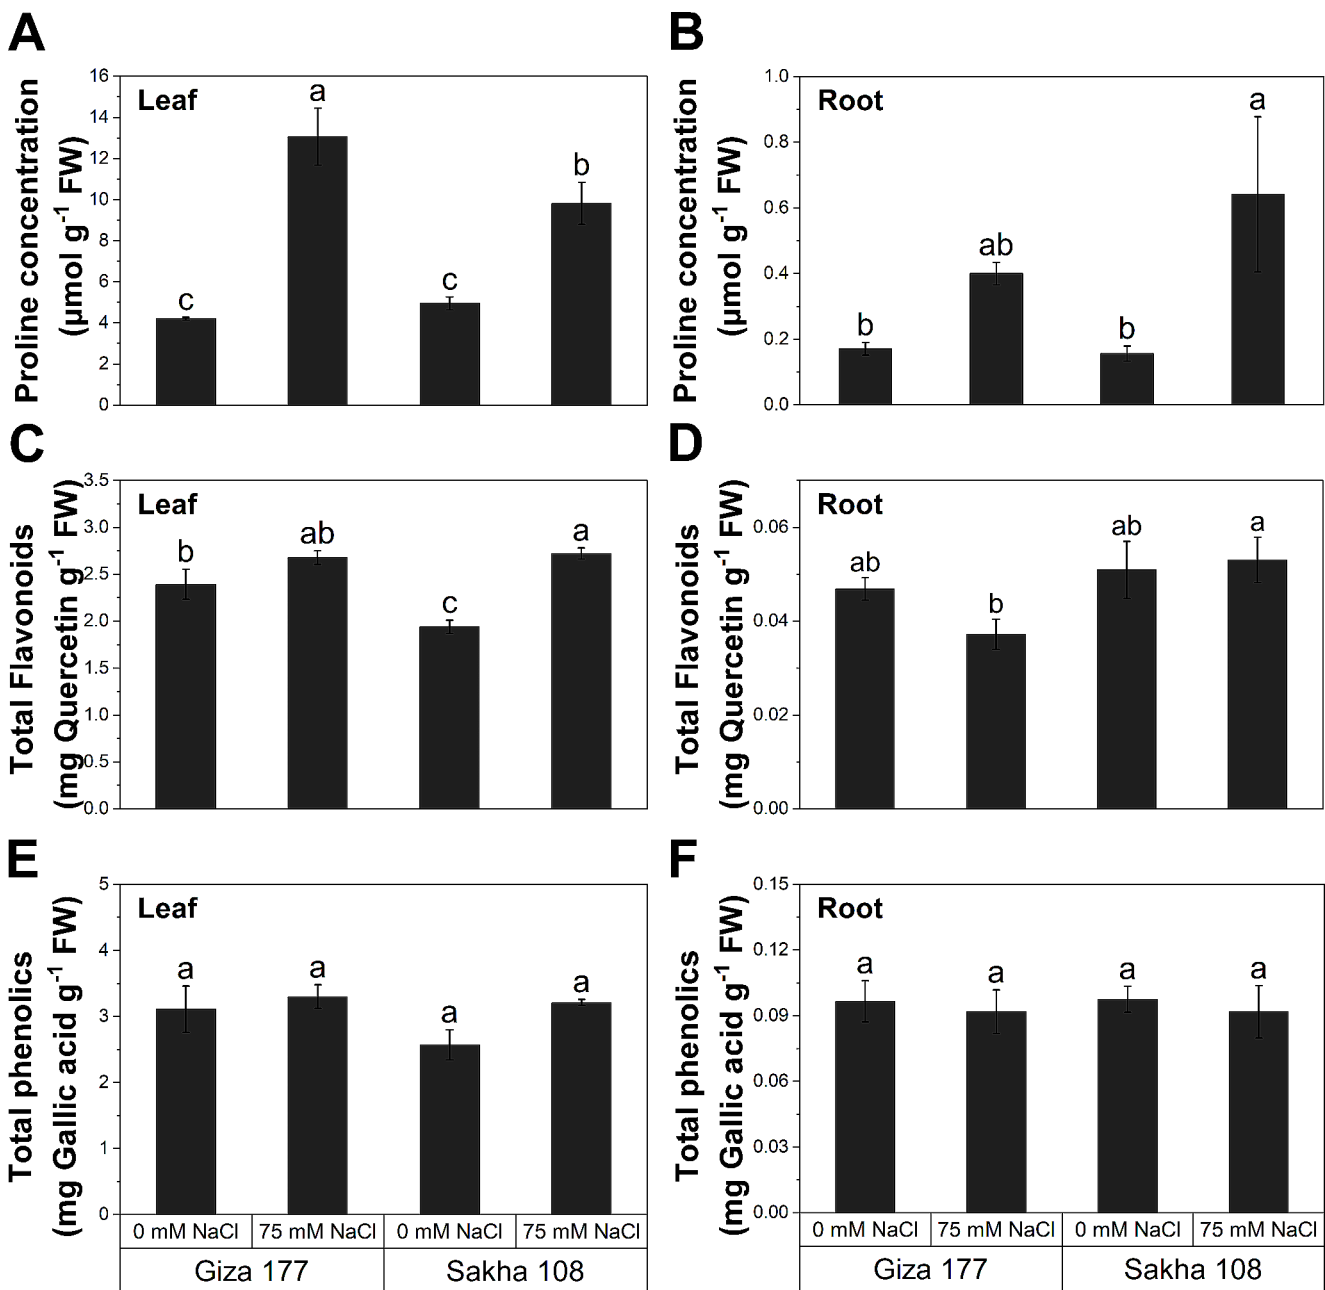 A
Proline concentration
(µmol g-1 FW)
16
14
12
10
8
6
4
2
0
Leaf
c
a
c
b
B
Proline concentration
(µmol g-1 FW)
1.0
0.8
0.6
0.4
0.2
0.0
Root
b
ab
b
a
C
Total Flavonoids
(mg Quercetin g-1 FW)
3.5
3.0
2.5
2.0
1.5
1.0
0.5
0.0
Leaf
b
ab
c
a
D
Total Flavonoids
(mg Quercetin g-1 FW)
0.06
0.04
0.02
0.00
Root
ab
b
ab
a
E
Total phenolics
(mg Gallic acid g-1 FW)
5
4
3
2
1
0
Leaf
a
a
a
a
0 mM NaCl 75 mM NaCl 0 mM NaCl 75 mM NaCl
Giza 177 Sakha 108
F
Total phenolics
(mg Gallic acid g-1 FW)
0.15
0.12
0.09
0.06
0.03
0.00
Root
a
a
a
a
0 mM NaCl 75 mM NaCl 0 mM NaCl 75 mM NaCl
Giza 177 Sakha 108